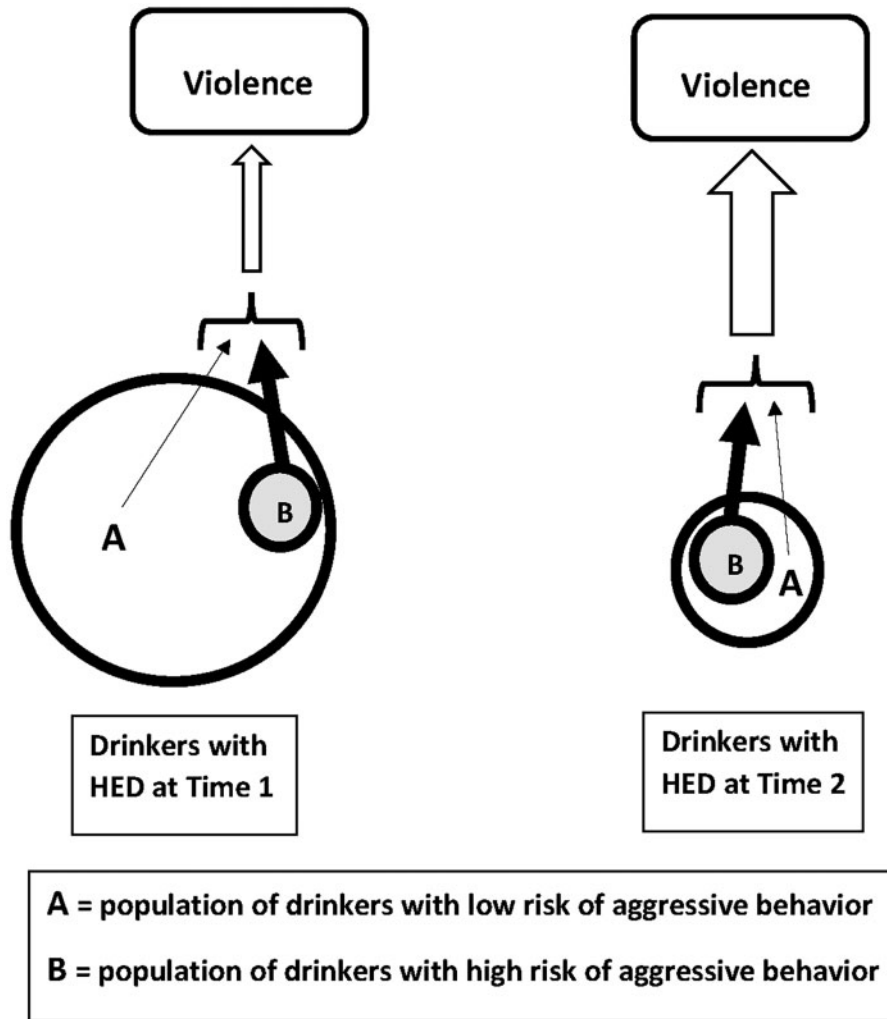 Violence
Violence
A
B
B
A
Drinkers with
HED at Time 1
Drinkers with
HED at Time 2
A = population of drinkers with low risk of aggressive behavior
B = population of drinkers with high risk of aggressive behavior